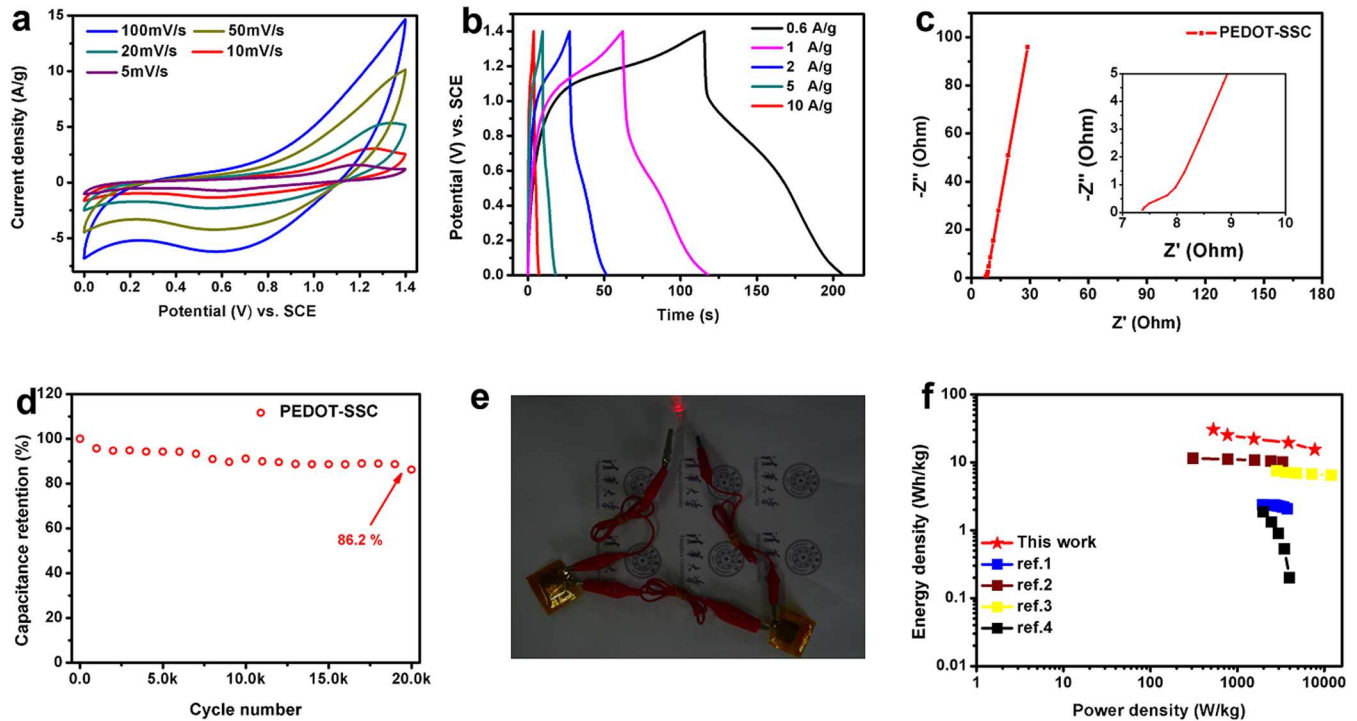 a
100mV/s 50mV/s
20mV/s 10mV/s
5mV/s
Current density (A/g)
15
10
5
0
-5
0.0 0.2 0.4 0.6 0.8 1.0 1.2 1.4
Potential (V) vs. SCE
b
0.6 A/g
1 A/g
2 A/g
5 A/g
10 A/g
Potential (V) vs. SCE
1.4
1.2
1.0
0.8
0.6
0.4
0.2
0.0
0 50 100 150 200
Time (s)
c
PEDOT-SSC
-Z'' (Ohm)
100
80
60
40
20
0
0 30 60 90 120 150 180
Z' (Ohm)
-Z'' (Ohm)
5
4
3
2
1
0
7 8 9 10
Z' (Ohm)
d
PEDOT-SSC
Capacitance retention (%)
120
100
80
60
40
20
0
86.2 %
0.0 5.0k 10.0k 15.0k 20.0k
Cycle number
e
f
Energy density (Wh/kg)
100
10
1
0.1
0.01
This work
ref.1
ref.2
ref.3
ref.4
1 10 100 1000 10000
Power density (W/kg)